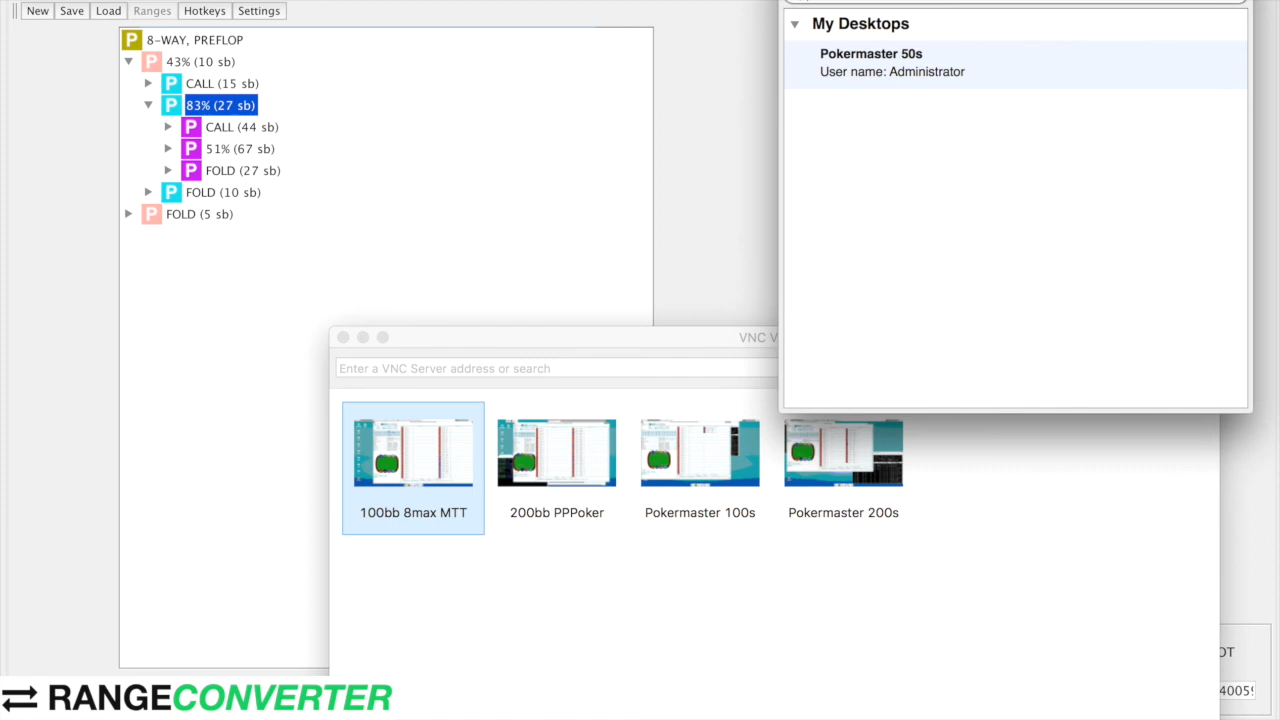 New Save Load Ranges Hotkeys Settings
P 8-WAY, PREFLOP
P 43% (10 sb)
P CALL (15 sb)
P 83% (27 sb)
P CALL (44 sb)
P 51% (67 sb)
P FOLD (27 sb)
P FOLD (10 sb)
P FOLD (5 sb)
My Desktops
Pokermaster 50s
User name: Administrator
VNC V
Enter a VNC Server address or search
100bb 8max MTT
200bb PPPoker
Pokermaster 100s
Pokermaster 200s
OT
RANGECONVERTER